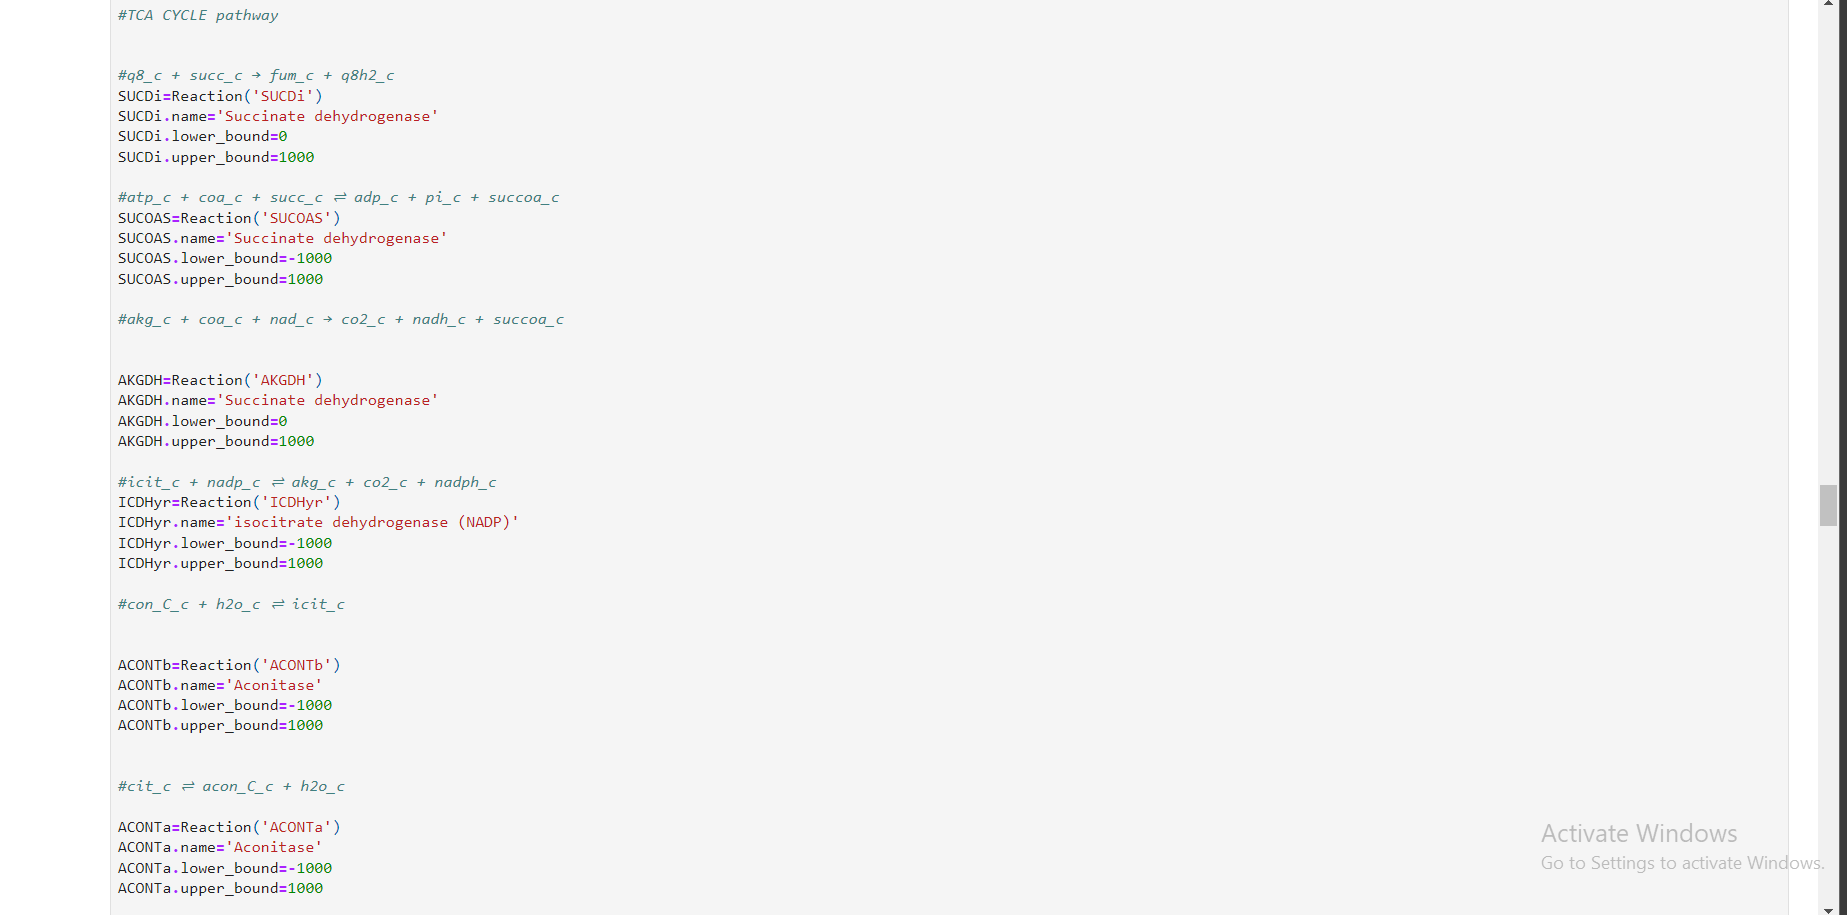 #TCA CYCLE pathway
#q8_c + succ_c → fum_c + q8h2_c
SUCDi=Reaction('SUCDi')
SUCDi.name='Succinate dehydrogenase'
SUCDi.lower_bound=0
SUCDi.upper_bound=1000
#atp_c + coa_c + succ_c ⇌ adp_c + pi_c + succoa_c
SUCOAS=Reaction('SUCOAS')
SUCOAS.name='Succinate dehydrogenase'
SUCOAS.lower_bound=-1000
SUCOAS.upper_bound=1000
#akg_c + coa_c + nad_c → co2_c + nadh_c + succoa_c
AKGDH=Reaction('AKGDH')
AKGDH.name='Succinate dehydrogenase'
AKGDH.lower_bound=0
AKGDH.upper_bound=1000
#icit_c + nadp_c ⇌ akg_c + co2_c + nadph_c
ICDHyr=Reaction('ICDHyr')
ICDHyr.name='isocitrate dehydrogenase (NADP)'
ICDHyr.lower_bound=-1000
ICDHyr.upper_bound=1000
#con_C_c + h2o_c ⇌ icit_c
ACONTb=Reaction('ACONTb')
ACONTb.name='Aconitase'
ACONTb.lower_bound=-1000
ACONTb.upper_bound=1000
#cit_c ⇌ acon_C_c + h2o_c
ACONTa=Reaction('ACONTa')
ACONTa.name='Aconitase'
ACONTa.lower_bound=-1000
ACONTa.upper_bound=1000
Activate Windows
Go to Settings to activate Windows.